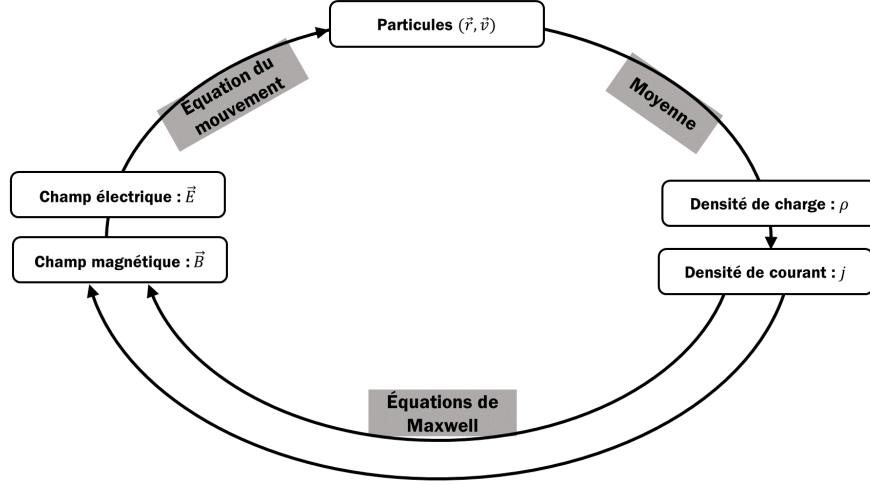 Particules (r⃗, v⃗)
Equation du
mouvement
Moyenne
Champ électrique : E⃗
Densité de charge : ρ
Champ magnétique : B⃗
Densité de courant : j
Équations de
Maxwell